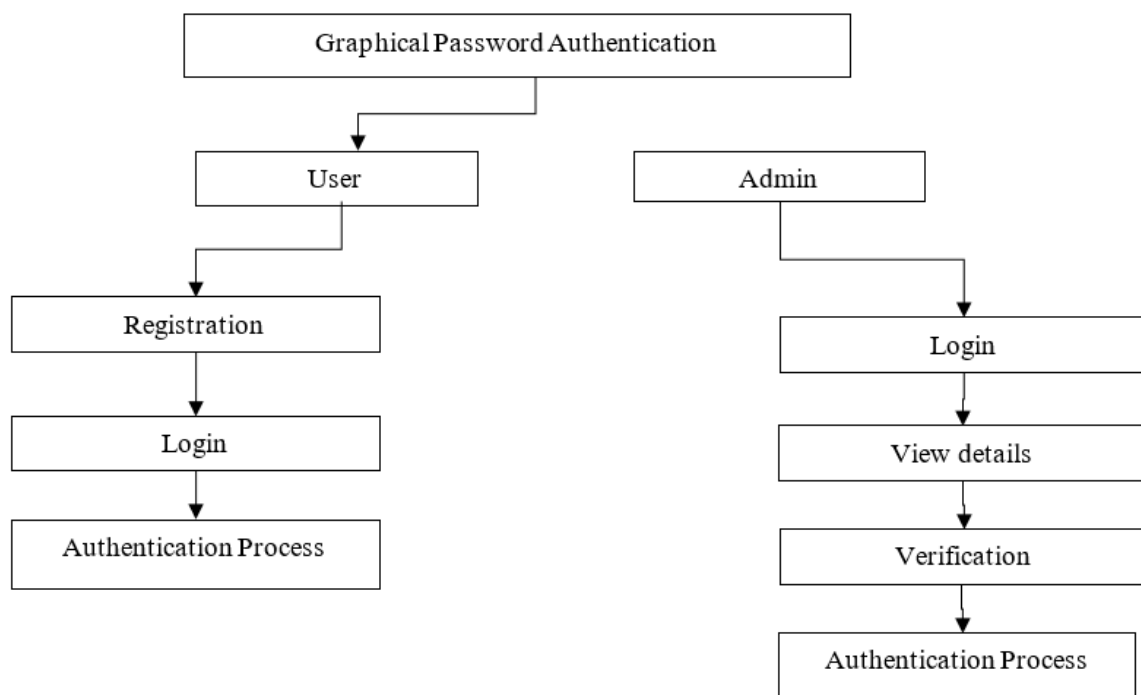 Graphical Password Authentication
User
Admin
Registration
Login
Login
View details
Authentication Process
Verification
Authentication Process